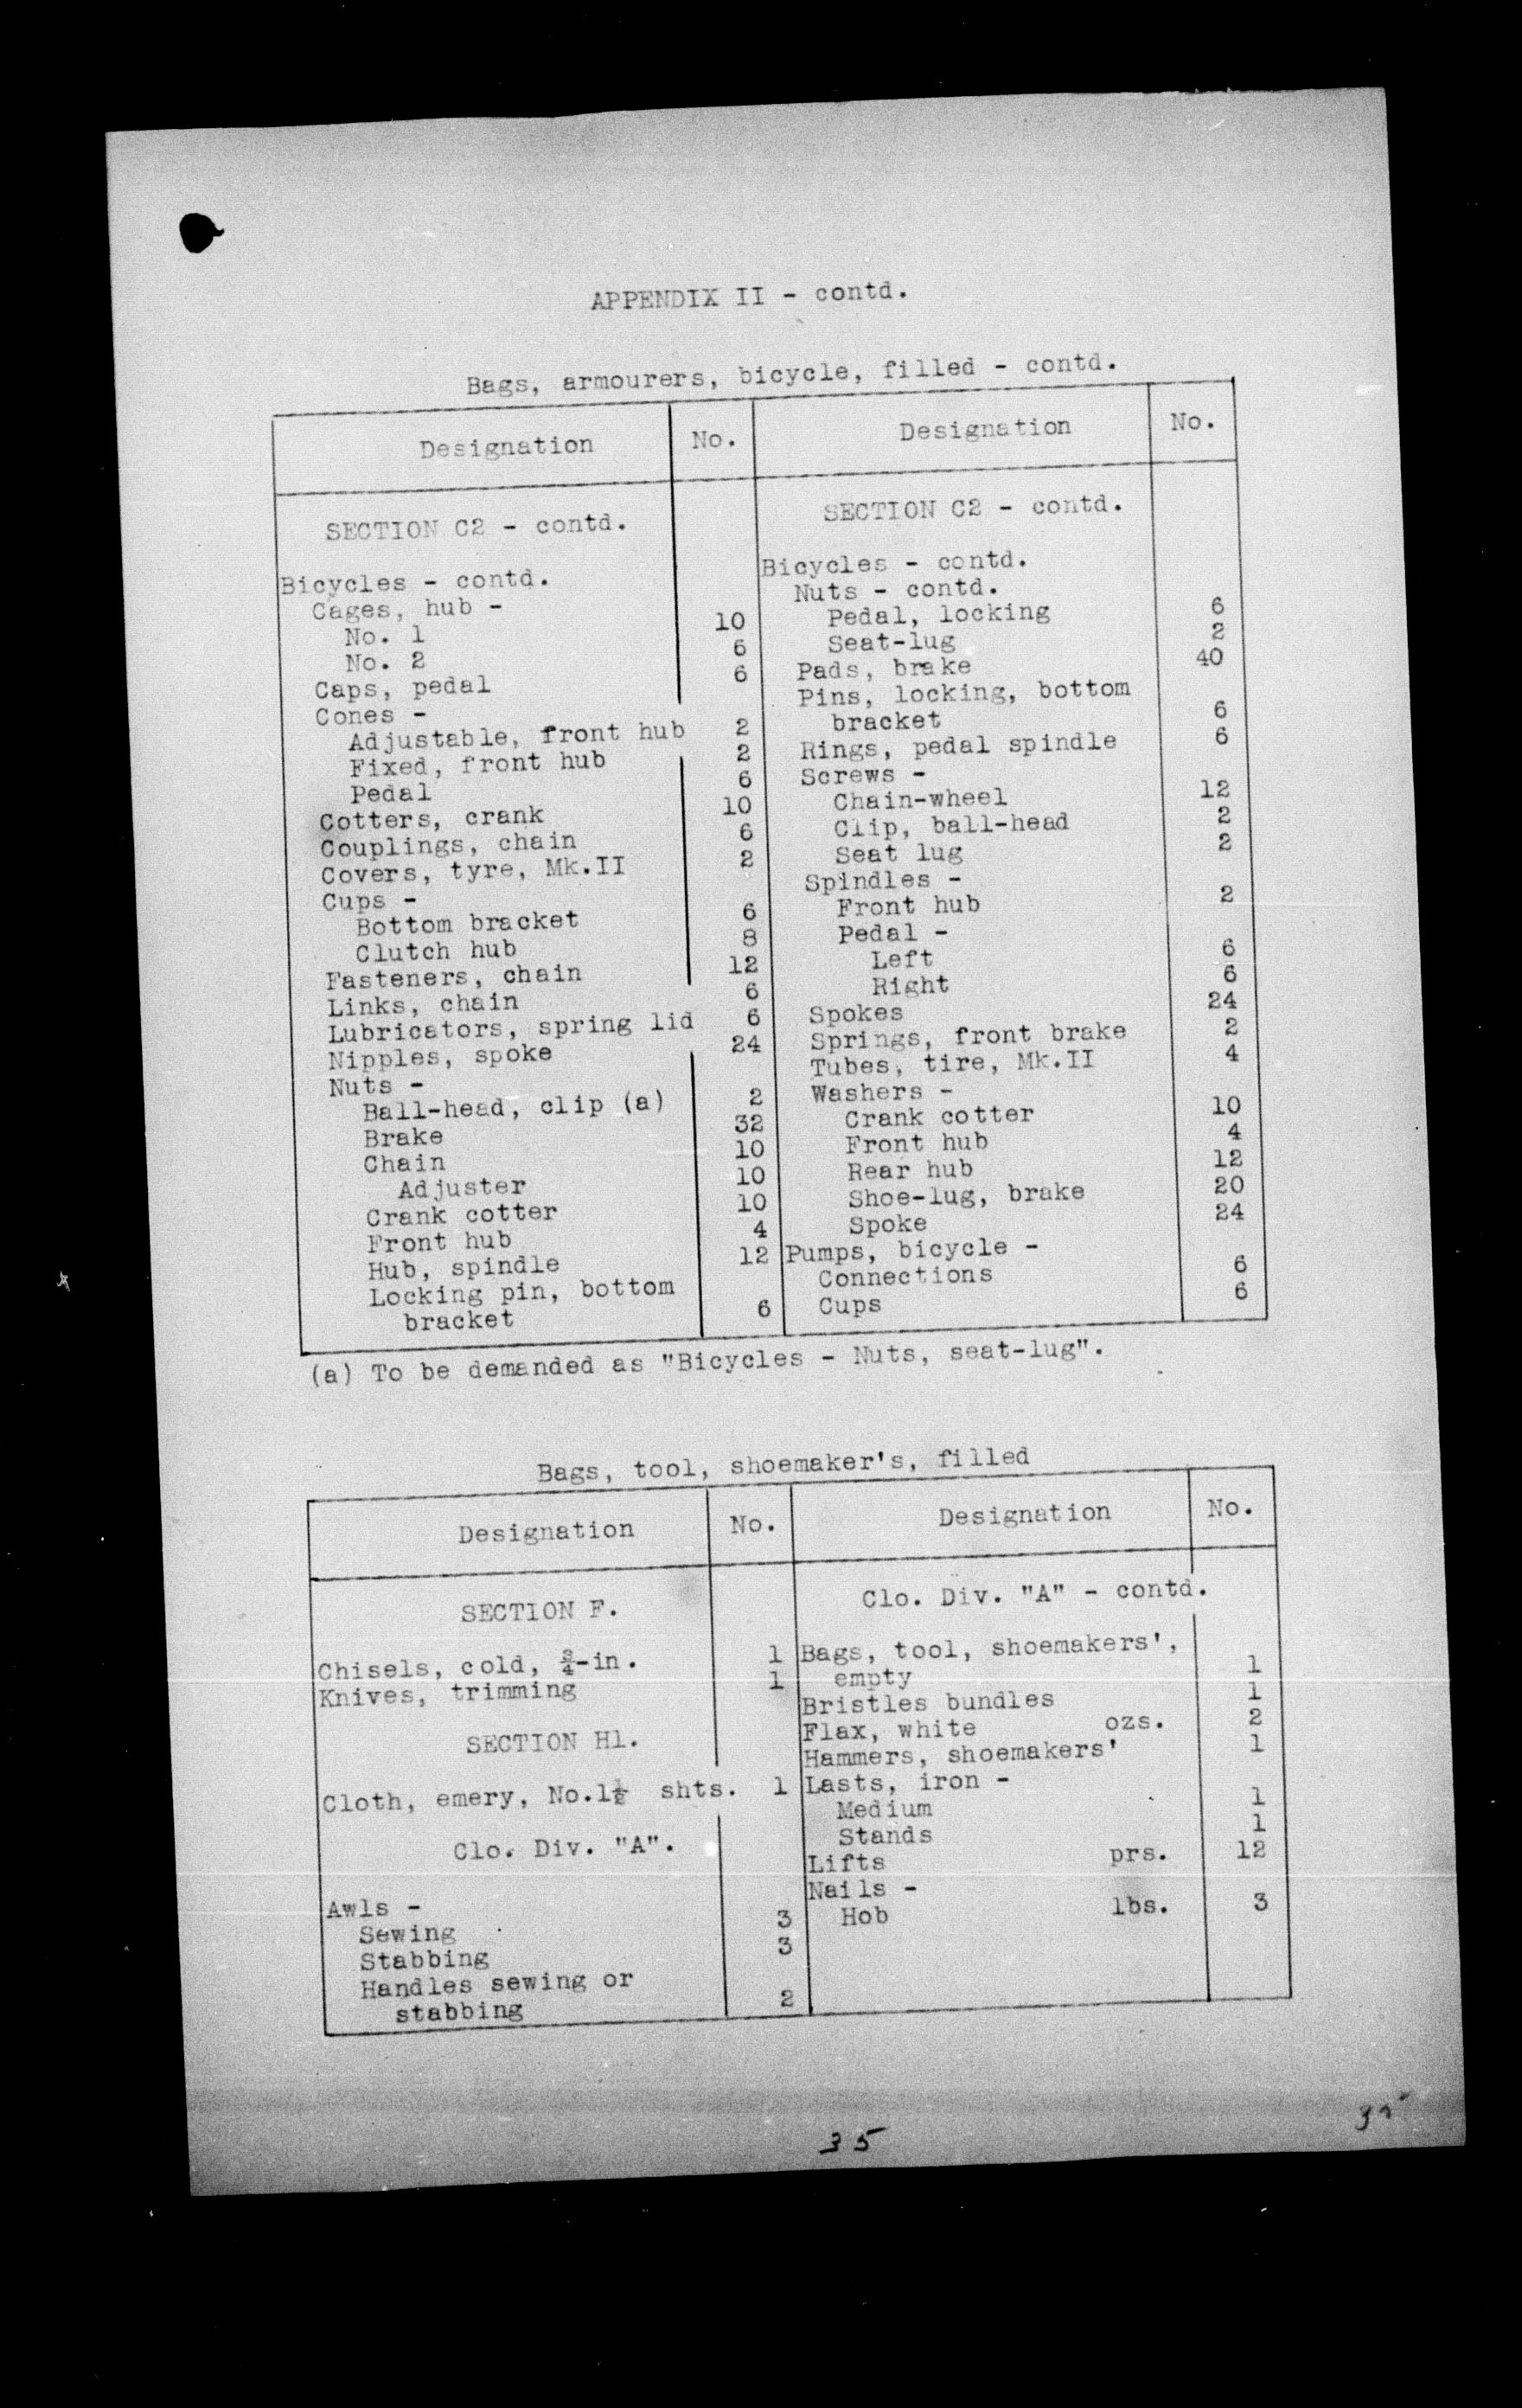 APPENDIX II - contd.
Bags, armourers, bicycle, filled - contd.
Designation No. Designation No.
SECTION C2 - contd.
Bicycles - contd.
Cages, hub -
No. 1 10
No. 2 6
Caps, pedal 6
Cones -
Adjustable, front hub 2
Fixed, front hub 2
Pedal 6
Cotters, crank 10
Couplings, chain 6
Covers, tyre, Mk.II 2
Cups -
Bottom bracket 6
Clutch hub 8
Fasteners, chain 12
Links, chain 6
Lubricators, spring lid 6
Nipples, spoke 24
Nuts -
Ball-head, clip (a) 2
Brake 32
Chain 10
Adjuster 10
Crank cotter 10
Front hub 4
Hub, spindle 12
Locking pin, bottom
bracket 6
SECTION C2 - contd.
Bicycles - contd.
Nuts - contd.
Pedal, locking 6
Seat-lug 2
Pads, brake 40
Pins, locking, bottom
bracket 6
Rings, pedal spindle 6
Screws -
Chain-wheel 12
Clip, ball-head 2
Seat lug 2
Spindles -
Front hub 2
Pedal -
Left 6
Right 6
Spokes 24
Springs, front brake 2
Tubes, tire, Mk.II 4
Washers -
Crank cotter 10
Front hub 4
Rear hub 12
Shoe-lug, brake 20
Spoke 24
Pumps, bicycle -
Connections 6
Cups 6
(a) To be demanded as "Bicycles - Nuts, seat-lug".
Bags, tool, shoemaker's, filled
Designation No. Designation No.
SECTION F.
Chisels, cold, ¾-in. 1
Knives, trimming 1
SECTION H1.
Cloth, emery, No.1½ shts. 1
Clo. Div. "A".
Awls -
Sewing 3
Stabbing 3
Handles sewing or
stabbing 2
Clo. Div. "A" - contd.
Bags, tool, shoemakers',
empty 1
Bristles bundles 1
Flax, white ozs. 2
Hammers, shoemakers' 1
Lasts, iron -
Medium 1
Stands 1
Lifts prs. 12
Nails -
Hob lbs. 3
35